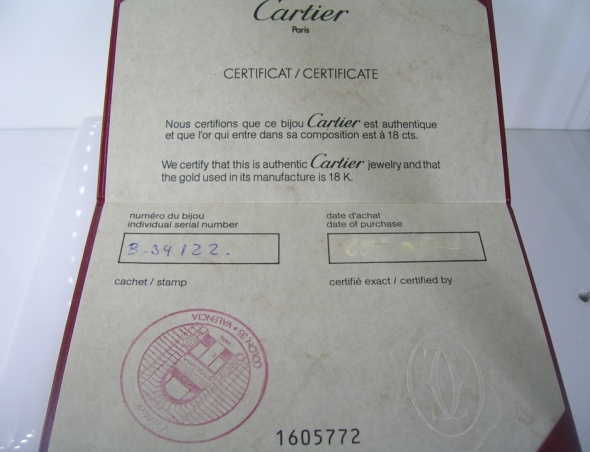 Cartier
Paris
CERTIFICAT / CERTIFICATE
Nous certifions que ce bijou Cartier est authentique
et que l'or qui entre dans sa composition est à 18 cts.
We certify that this is authentic Cartier jewelry and that
the gold used in its manufacture is 18 K.
numéro du bijou
individual serial number
B-34122.
date d'achat
date of purchase
cachet / stamp
certifié exact / certified by
COLON 35 * VALENCIA
1605772